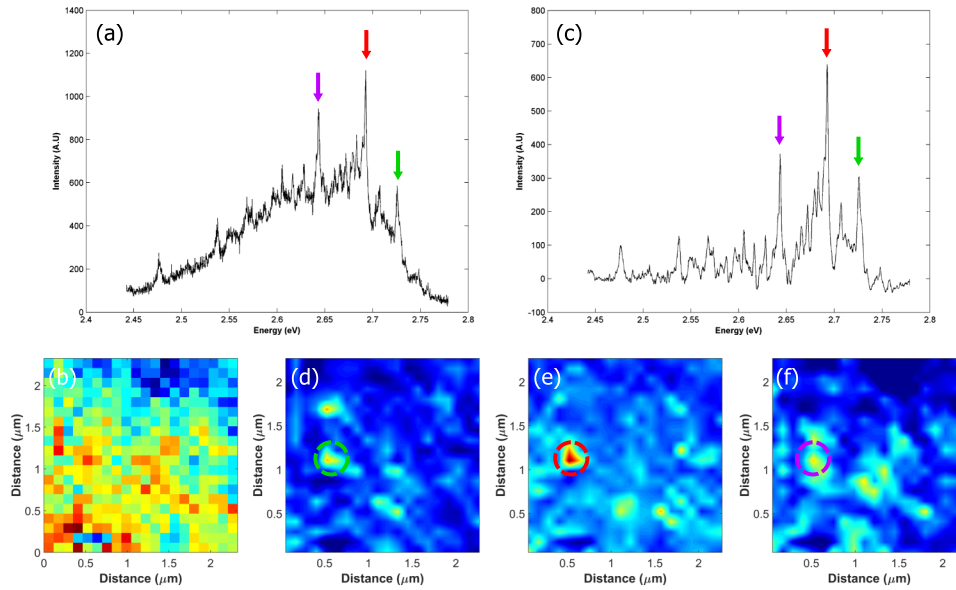 (a)
1400
1200
1000
800
600
400
200
0
Intensity (A.U)
2.4 2.45 2.5 2.55 2.6 2.65 2.7 2.75 2.8
Energy (eV)
(c)
800
700
600
500
400
300
200
100
0
-100
Intensity (A.U)
2.4 2.45 2.5 2.55 2.6 2.65 2.7 2.75 2.8
Energy (eV)
(b)
2
1.5
1
0.5
0
Distance (μm)
0 0.5 1 1.5 2
Distance (μm)
(d)
2
1.5
1
0.5
Distance (μm)
0.5 1 1.5 2
Distance (μm)
(e)
2
1.5
1
0.5
Distance (μm)
0.5 1 1.5 2
Distance (μm)
(f)
2
1.5
1
0.5
Distance (μm)
0.5 1 1.5 2
Distance (μm)